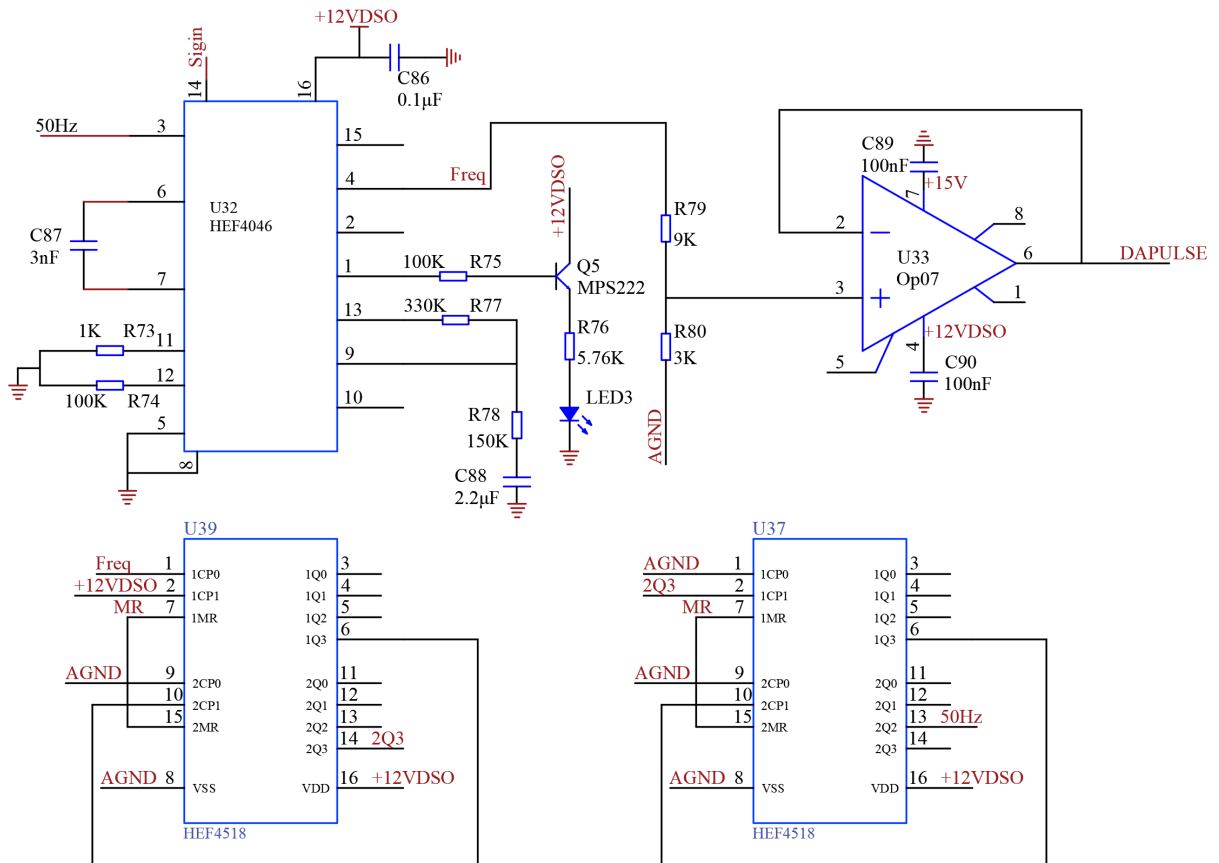 +12VDSO
Sigin
14
16
C86
0.1μF
50Hz
3
15
Freq
4
6
U32
HEF4046
C87
3nF
2
7
1
100K
R75
+12VDSO
Q5
MPS222
13
330K
R77
R76
5.76K
1K
R73
11
9
12
100K
R74
10
LED3
5
8
R78
150K
C88
2.2μF
R79
9K
R80
3K
AGND
C89
100nF
+15V
7
2
8
U33
Op07
6
DAPULSE
3
1
+12VDSO
4
5
C90
100nF
U39
Freq
1
1CP0
1Q0
3
+12VDSO
2
1CP1
1Q1
4
MR
7
1MR
1Q2
5
1Q3
6
AGND
9
2CP0
2Q0
11
10
2CP1
2Q1
12
15
2MR
2Q2
13
2Q3
14
2Q3
AGND
8
VSS
VDD
16
+12VDSO
HEF4518
U37
AGND
1
1CP0
1Q0
3
2Q3
2
1CP1
1Q1
4
MR
7
1MR
1Q2
5
1Q3
6
AGND
9
2CP0
2Q0
11
10
2CP1
2Q1
12
15
2MR
2Q2
13
50Hz
2Q3
14
AGND
8
VSS
VDD
16
+12VDSO
HEF4518